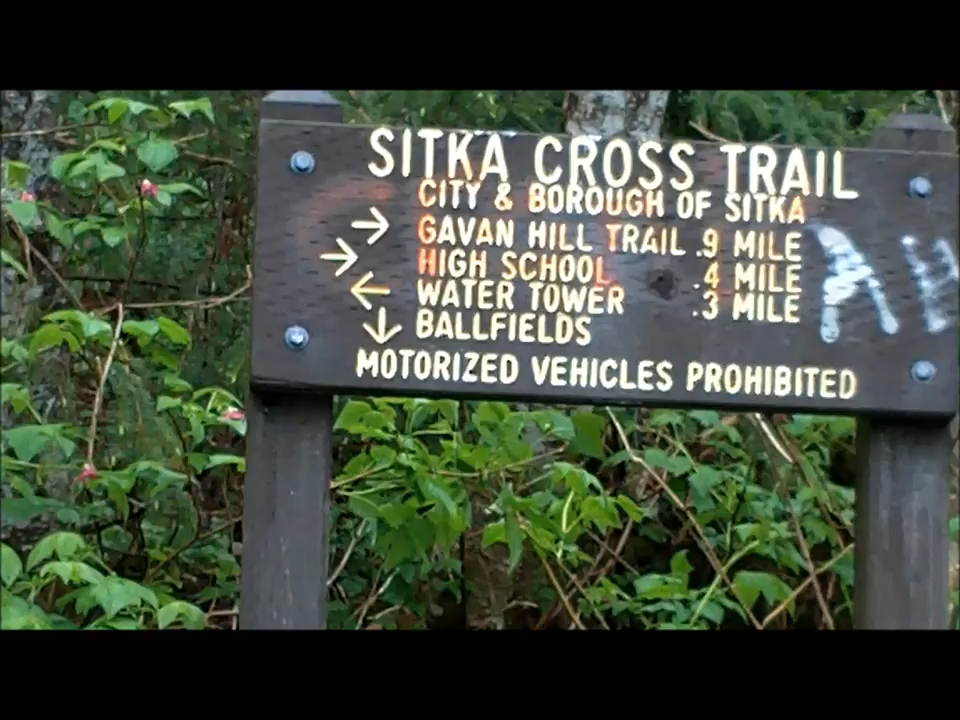 SITKA CROSS TRAIL
CITY & BOROUGH OF SITKA
→ GAVAN HILL TRAIL .9 MILE
→ HIGH SCHOOL .4 MILE
← WATER TOWER .3 MILE
↓ BALLFIELDS
MOTORIZED VEHICLES PROHIBITED